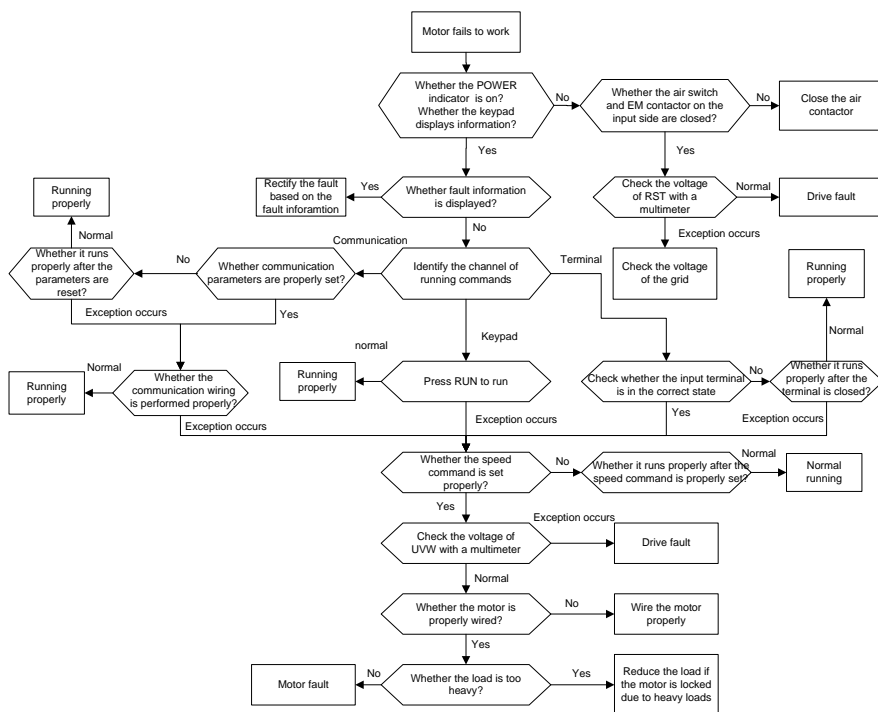 Motor fails to work
Whether the POWER
indicator is on?
Whether the keypad
displays information?
No
Whether the air switch
and EM contactor on the
input side are closed?
No
Close the air
contactor
Yes
Yes
Rectify the fault
based on the
fault inforamtion
Yes
Whether fault information
is displayed?
Check the voltage
of RST with a
multimeter
Normal
Drive fault
Running
properly
No
Exception occurs
Normal
Communication
Terminal
Whether it runs
properly after the
parameters are
reset?
No
Whether communication
parameters are properly set?
Identify the channel of
running commands
Check the voltage
of the grid
Running
properly
Exception occurs
Yes
Keypad
Normal
Running
properly
Normal
Whether the
communication wiring
is performed properly?
Running
properly
normal
Press RUN to run
Check whether the input terminal
is in the correct state
No
Whether it runs
properly after the
terminal is closed?
Exception occurs
Exception occurs
Yes
Exception occurs
Whether the speed
command is set
properly?
No
Whether it runs properly after the
speed command is properly set?
Normal
Normal
running
Yes
Exception occurs
Check the voltage of
UVW with a multimeter
Drive fault
Normal
Whether the motor is
properly wired?
No
Wire the motor
properly
Yes
Motor fault
No
Whether the load is too
heavy?
Yes
Reduce the load if
the motor is locked
due to heavy loads